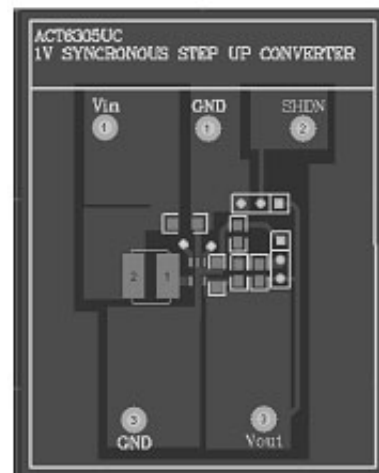 ACT6305UC
1V SYNCRONOUS STEP UP CONVERTER
Vin GND SHDN
1 1 2
2 1
3 3
GND Vout